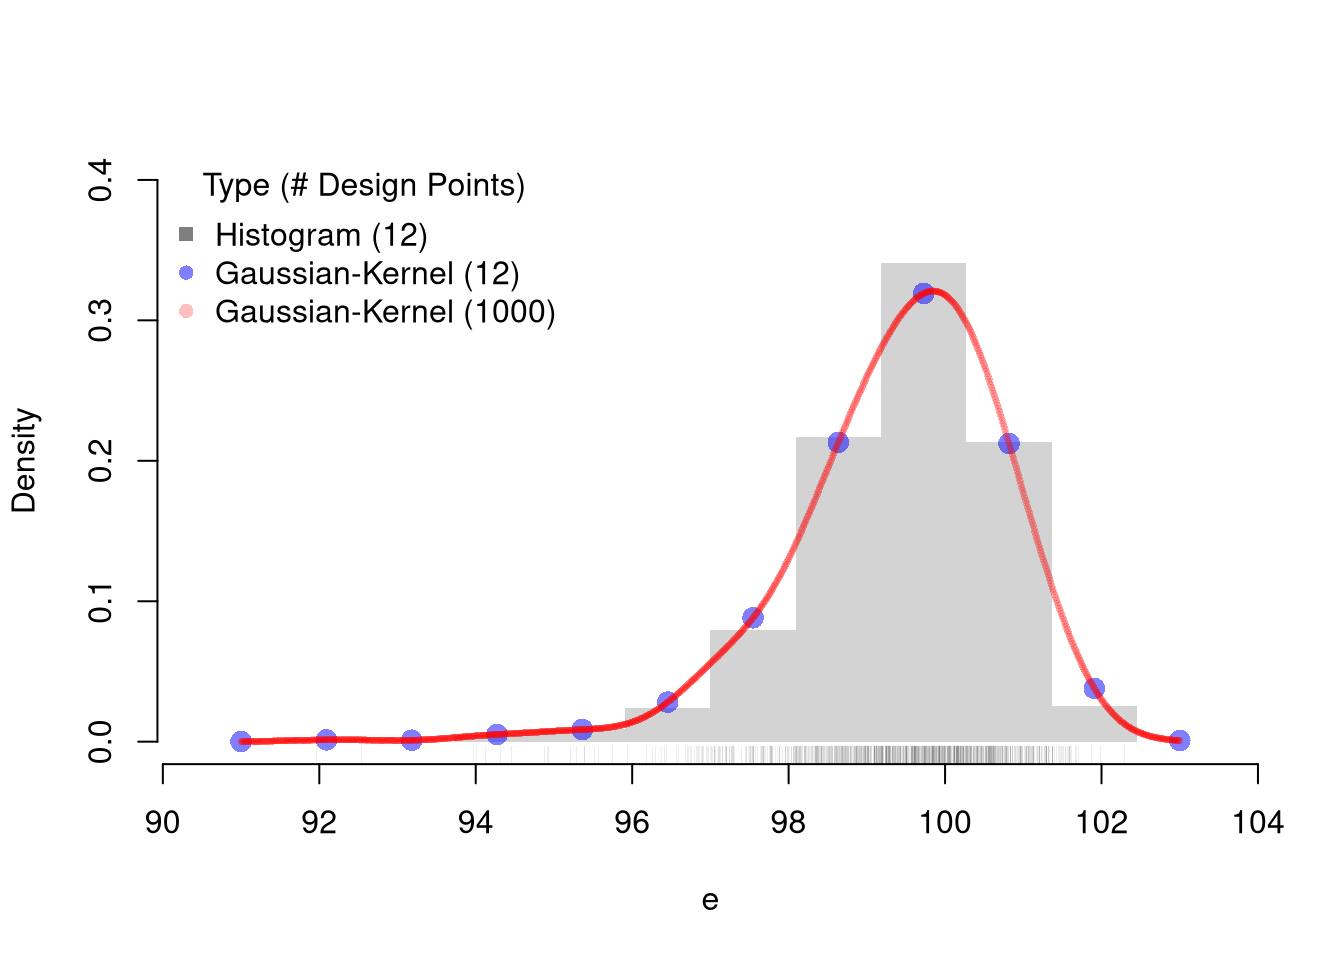 Type (# Design Points)
Histogram (12)
Gaussian-Kernel (12)
Gaussian-Kernel (1000)
0.4
0.3
0.2
0.1
0.0
Density
90 92 94 96 98 100 102 104
e